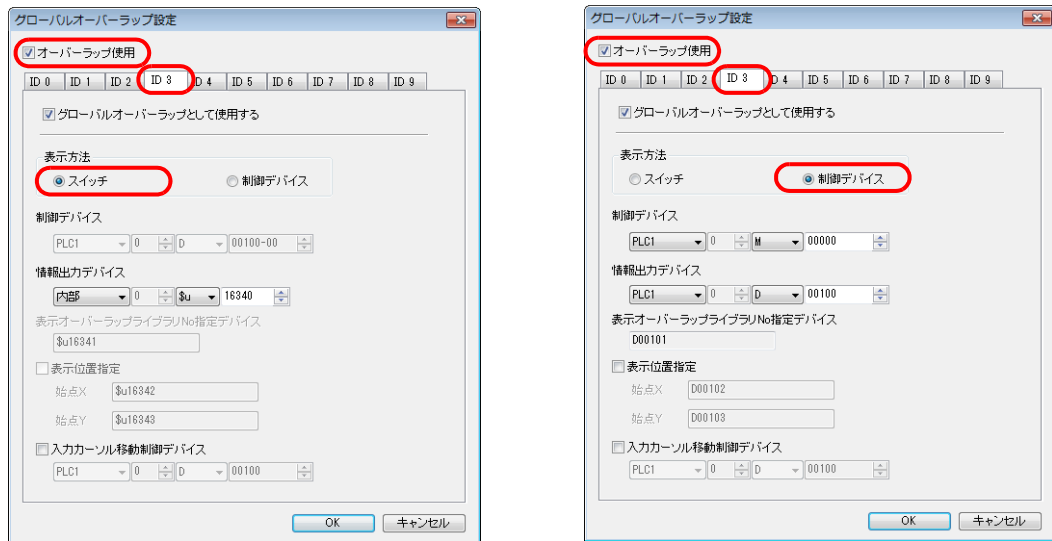 グローバルオーバーラップ設定
オーバーラップ使用
ID 0 ID 1 ID 2 ID 3 ID 4 ID 5 ID 6 ID 7 ID 8 ID 9
グローバルオーバーラップとして使用する
表示方法
スイッチ 制御デバイス
制御デバイス
PLC1 0 D 00100-00
情報出力デバイス
内部 0 $u 16340
表示オーバーラップライブラリNo指定デバイス
$u16341
表示位置指定
始点X $u16342
始点Y $u16343
入力カーソル移動制御デバイス
PLC1 0 D 00100
OK キャンセル
グローバルオーバーラップ設定
オーバーラップ使用
ID 0 ID 1 ID 2 ID 3 ID 4 ID 5 ID 6 ID 7 ID 8 ID 9
グローバルオーバーラップとして使用する
表示方法
スイッチ 制御デバイス
制御デバイス
PLC1 0 M 00000
情報出力デバイス
PLC1 0 D 00100
表示オーバーラップライブラリNo指定デバイス
D00101
表示位置指定
始点X D00102
始点Y D00103
入力カーソル移動制御デバイス
PLC1 0 D 00100
OK キャンセル